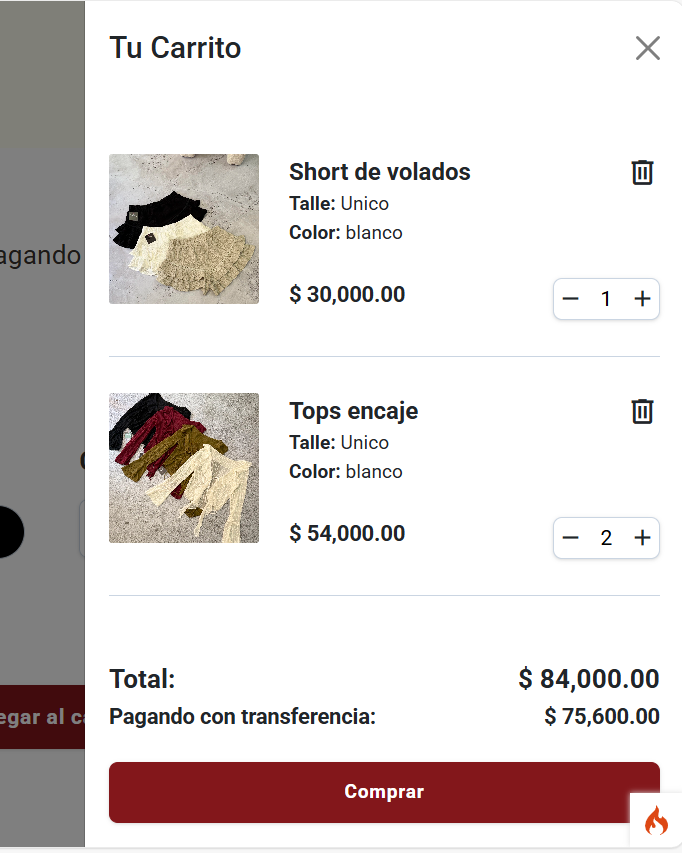 Tu Carrito
agando
Short de volados
Talle: Unico
Color: blanco
$ 30,000.00
1
Tops encaje
Talle: Unico
Color: blanco
$ 54,000.00
2
Total:
$ 84,000.00
Pagando con transferencia:
$ 75,600.00
egar al ca
Comprar